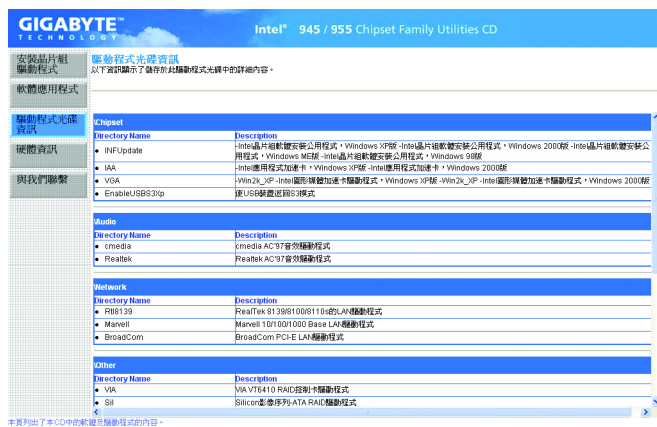 GIGABYTE™
TECHNOLOGY
Intel® 945 / 955 Chipset Family Utilities CD
安裝晶片組
驅動程式
軟體應用程式
驅動程式光碟
資訊
硬體資訊
與我們聯繫
驅動程式光碟資訊
以下資訊顯示了儲存於此驅動程式光碟中的詳細內容。
\Chipset
Directory Name Description
• INFUpdate -Intel晶片組軟體安裝公用程式，Windows XP版 -Intel晶片組軟體安裝公用程式，Windows 2000版 -Intel晶片組軟體安裝公
用程式，Windows ME版 -Intel晶片組軟體安裝公用程式，Windows 98版
• IAA -Intel應用程式加速卡，Windows XP版 -Intel應用程式加速卡，Windows 2000版
• VGA -Win2k_XP -Intel圖形媒體加速卡驅動程式，Windows XP版 -Win2k_XP -Intel圖形媒體加速卡驅動程式，Windows 2000版
• EnableUSBS3Xp 使USB裝置返回S3模式
\Audio
Directory Name Description
• cmedia cmedia AC'97音效驅動程式
• Realtek Realtek AC'97音效驅動程式
\Network
Directory Name Description
• Rtl8139 RealTek 8139/8100/8110s的LAN驅動程式
• Marvell Marvell 10/100/1000 Base LAN驅動程式
• BroadCom BroadCom PCI-E LAN驅動程式
\Other
Directory Name Description
• VIA VIA VT6410 RAID控制卡驅動程式
• Sil Silicon影像序列-ATA RAID驅動程式
本頁列出了本CD中的軟體及驅動程式的內容。